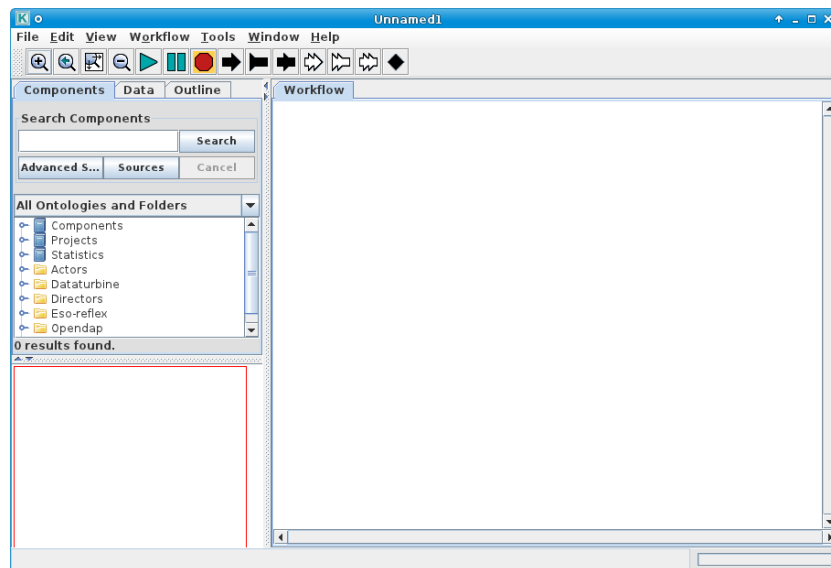 K Unnamed1
File Edit View Workflow Tools Window Help
Components Data Outline Workflow
Search Components
Search
Advanced S... Sources Cancel
All Ontologies and Folders
Components
Projects
Statistics
Actors
Dataturbine
Directors
Eso-reflex
Opendap
0 results found.